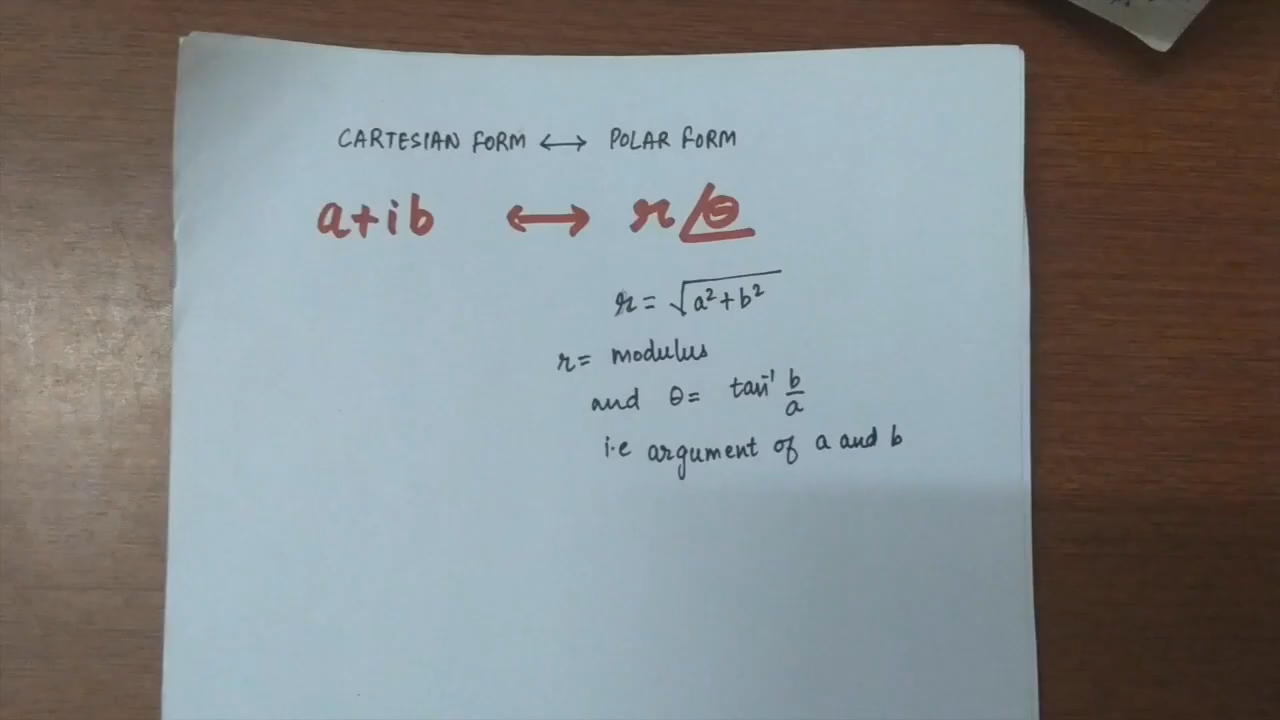 CARTESIAN FORM ↔ POLAR FORM
a+ib ↔ r∠θ
r = √a²+b²
r = modulus
and θ = tan⁻¹ b/a
i.e argument of a and b